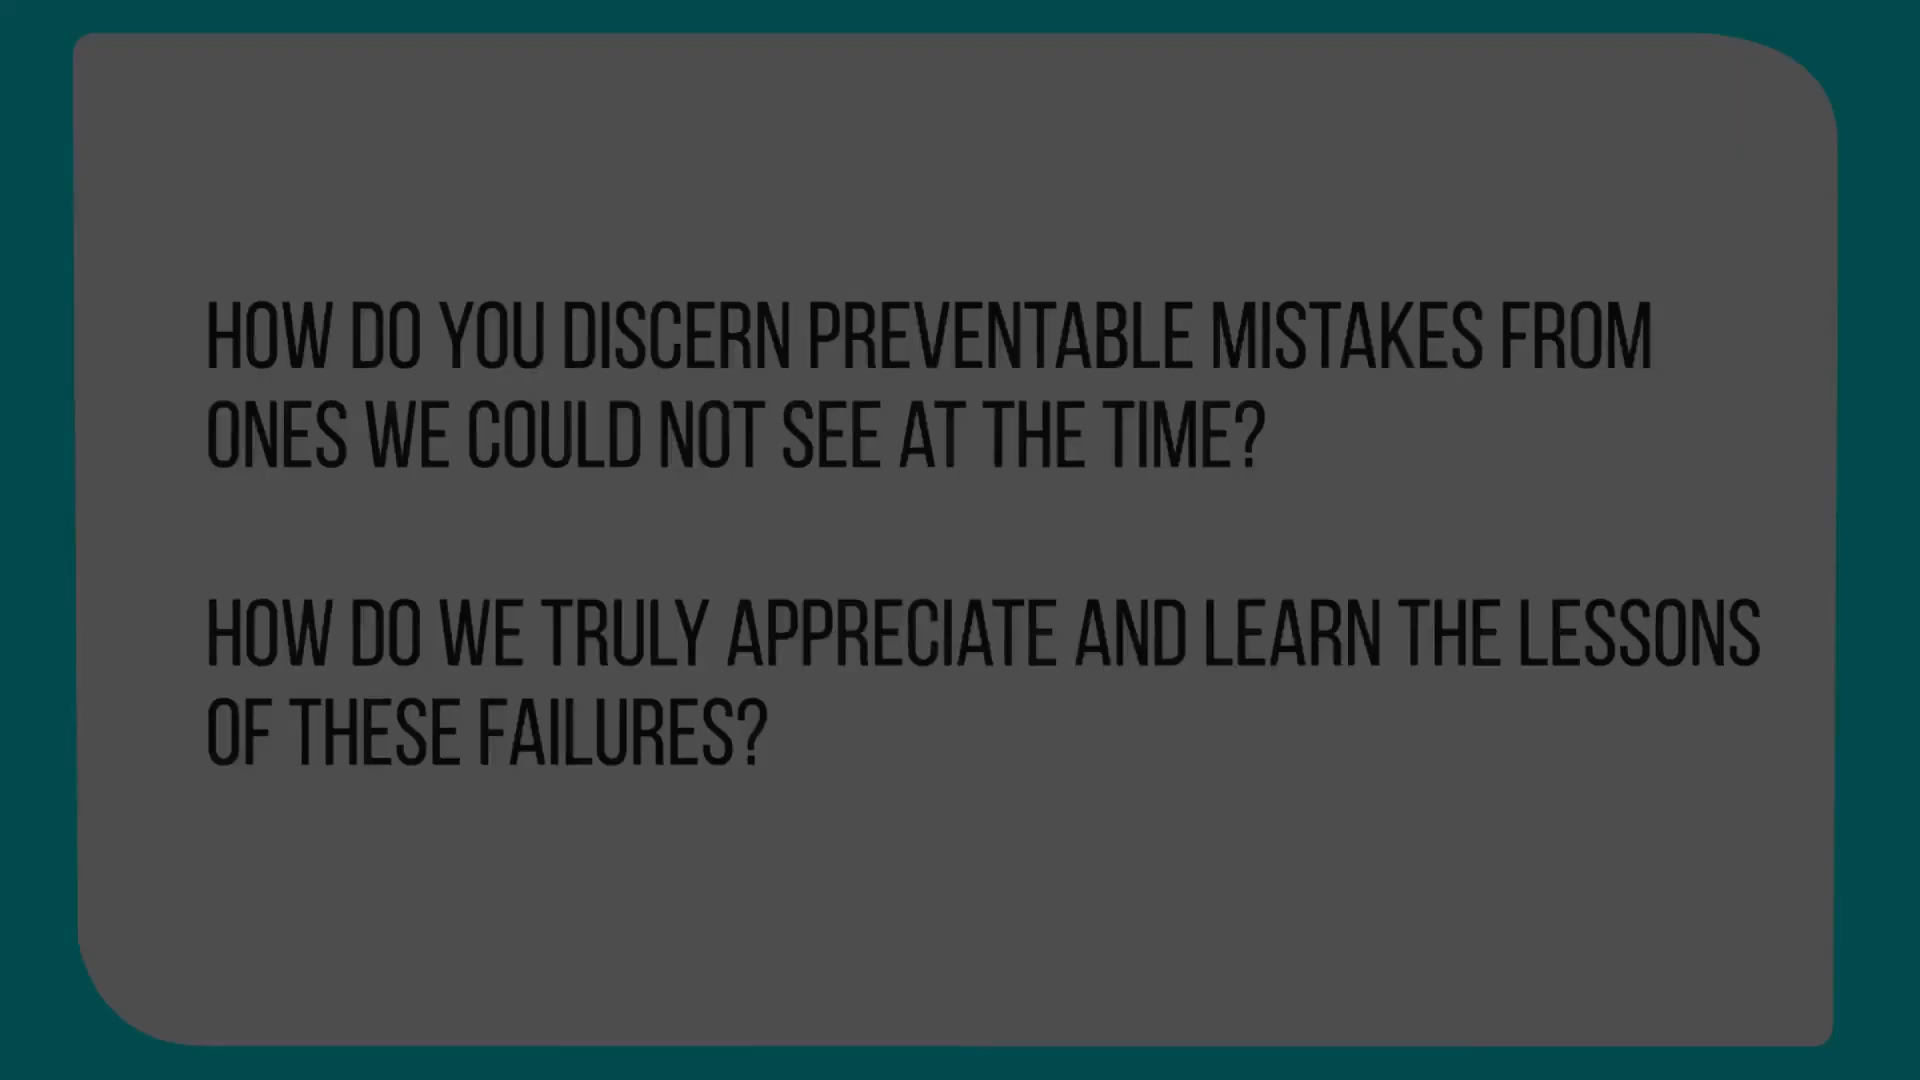 HOW DO YOU DISCERN PREVENTABLE MISTAKES FROM
ONES WE COULD NOT SEE AT THE TIME?
HOW DO WE TRULY APPRECIATE AND LEARN THE LESSONS
OF THESE FAILURES?